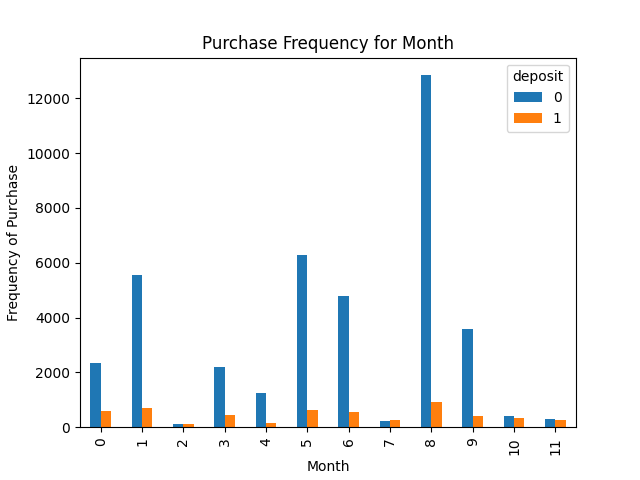 Purchase Frequency for Month
deposit
0
1
12000
10000
8000
6000
4000
2000
0
Frequency of Purchase
0 1 2 3 4 5 6 7 8 9 10 11
Month